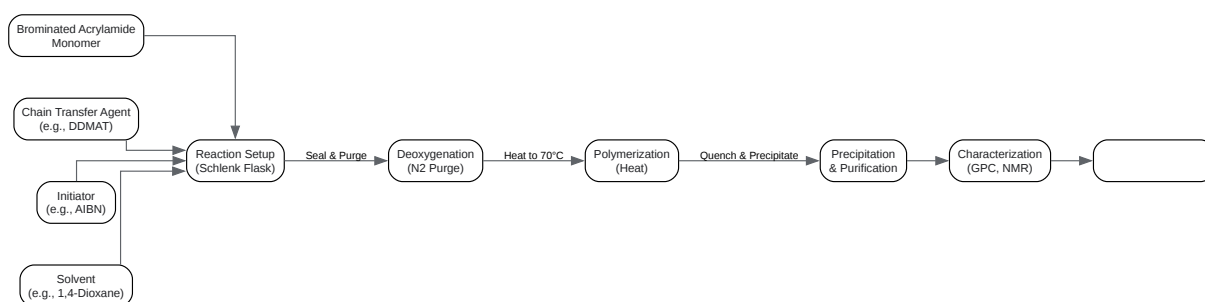 Brominated Acrylamide
Monomer
Chain Transfer Agent
(e.g., DDMAT)
Initiator
(e.g., AIBN)
Solvent
(e.g., 1,4-Dioxane)
Reaction Setup
(Schlenk Flask)
Seal & Purge
Deoxygenation
(N2 Purge)
Heat to 70°C
Polymerization
(Heat)
Quench & Precipitate
Precipitation
& Purification
Characterization
(GPC, NMR)